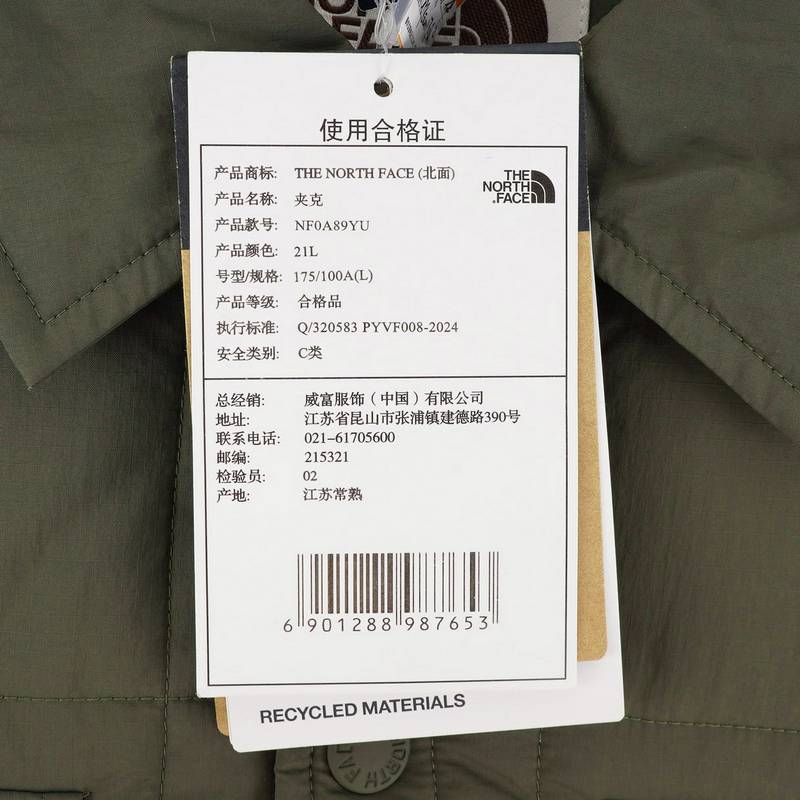 使用合格证
产品商标: THE NORTH FACE (北面)
THE
NORTH
FACE
产品名称: 夹克
产品款号: NF0A89YU
产品颜色: 21L
号型/规格: 175/100A(L)
产品等级: 合格品
执行标准: Q/320583 PYVF008-2024
安全类别: C类
总经销: 威富服饰（中国）有限公司
地址: 江苏省昆山市张浦镇建德路390号
联系电话: 021-61705600
邮编: 215321
检验员: 02
产地: 江苏常熟
6 901288 987653
RECYCLED MATERIALS
NORTH FACE